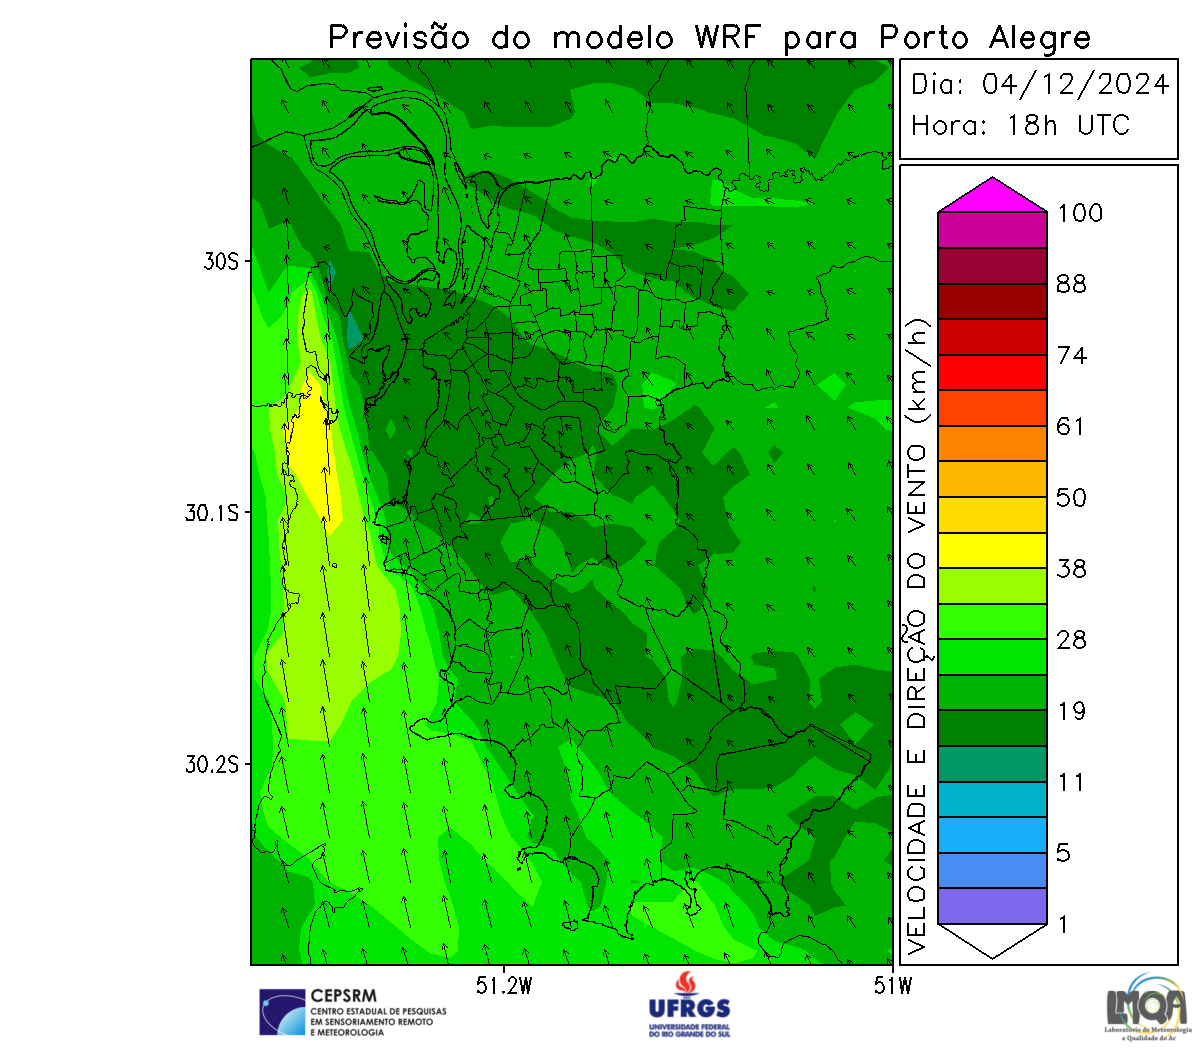 Previsão do modelo WRF para Porto Alegre
Dia: 04/12/2024
Hora: 18h UTC
100
88
74
61
50
38
28
19
11
5
1
VELOCIDADE E DIREÇÃO DO VENTO (km/h)
30S
30.1S
30.2S
51.2W
51W
CEPSRM
CENTRO ESTADUAL DE PESQUISAS
EM SENSORIAMENTO REMOTO
E METEOROLOGIA
UFRGS
UNIVERSIDADE FEDERAL
DO RIO GRANDE DO SUL
LMQA
Laboratório de Meteorologia
e Qualidade do Ar